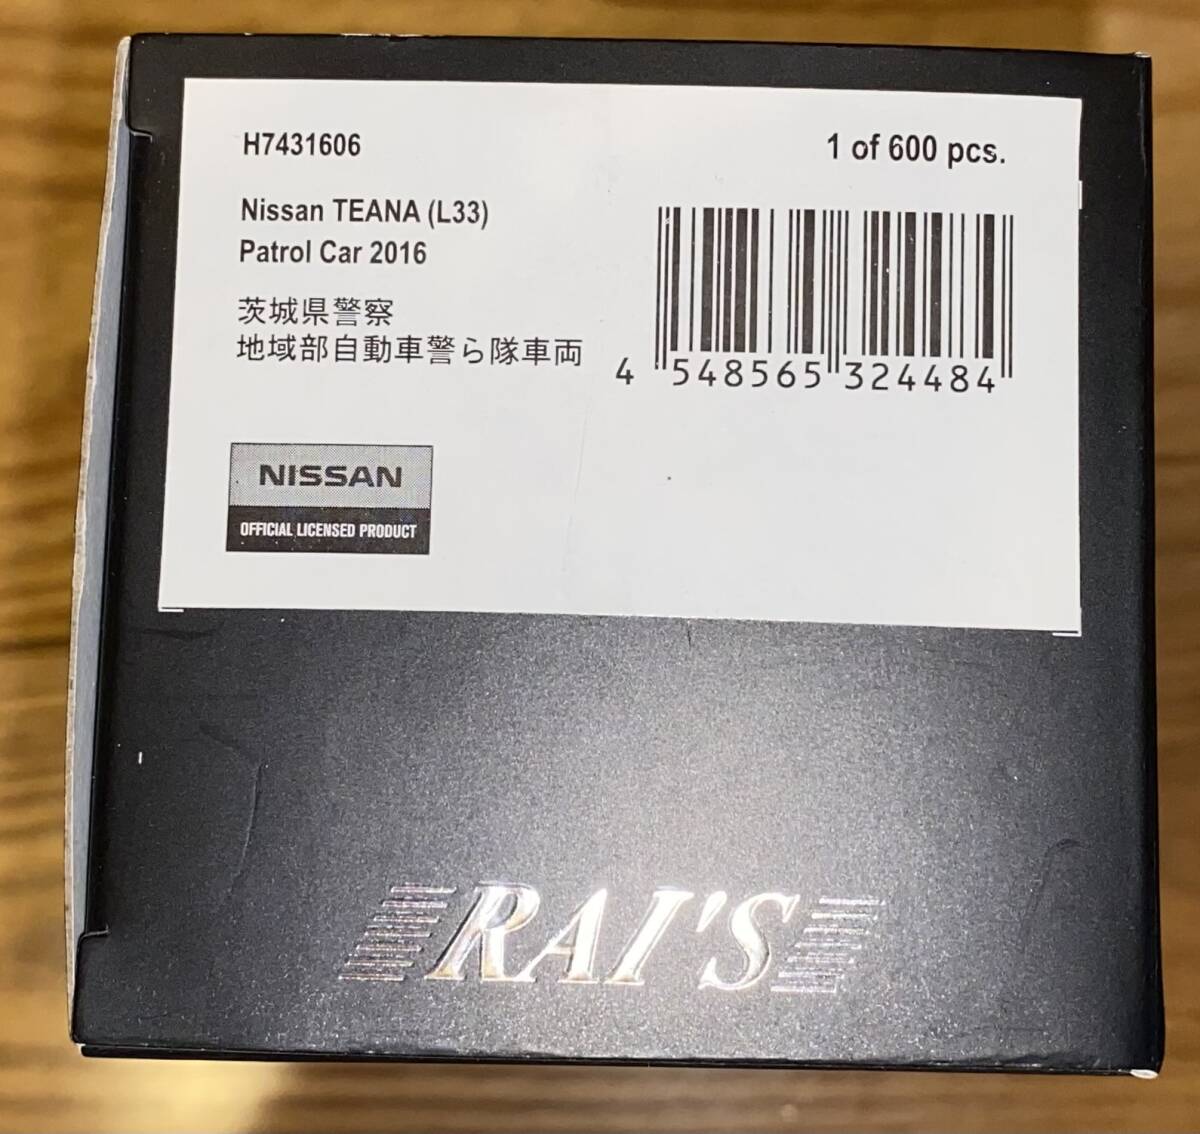 H7431606
1 of 600 pcs.
Nissan TEANA (L33)
Patrol Car 2016
茨城県警察
地域部自動車警ら隊車両
4 548565 324484
NISSAN
OFFICIAL LICENSED PRODUCT
RAI'S